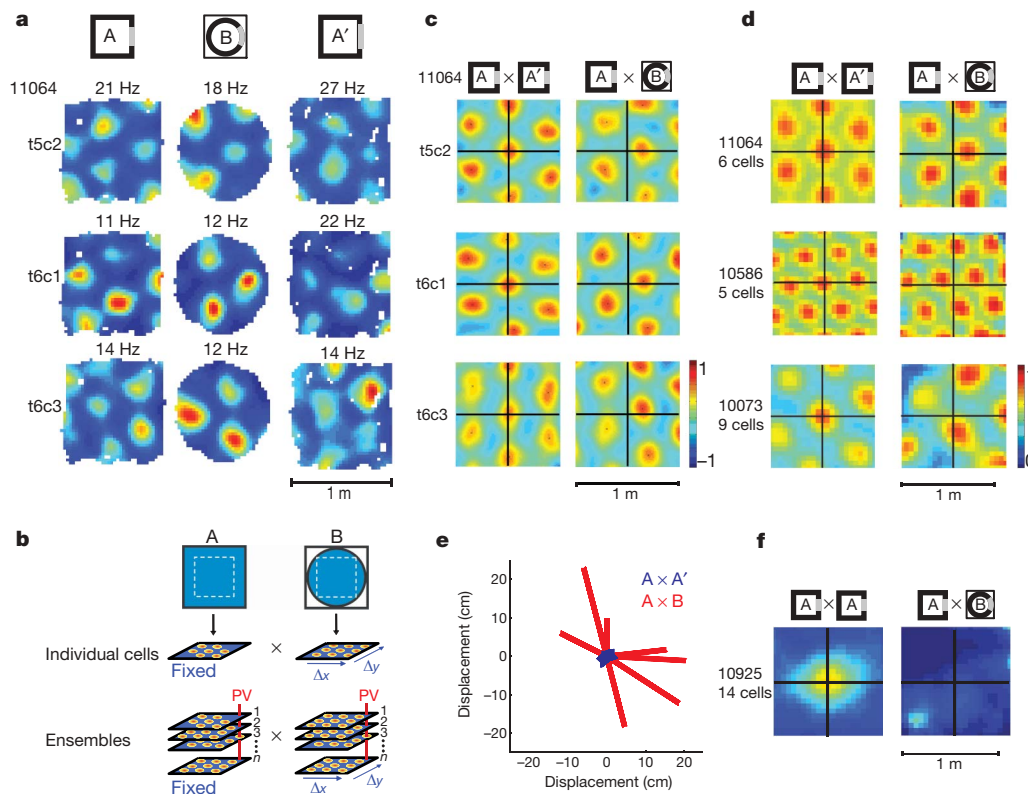 a
A
B
A′
11064
21 Hz
18 Hz
27 Hz
t5c2
11 Hz
12 Hz
22 Hz
t6c1
14 Hz
12 Hz
14 Hz
t6c3
1 m
b
A
B
Individual cells
×
Fixed
Δx
Δy
PV
PV
1
2
3
n
1
2
3
n
Ensembles
×
Fixed
Δx
Δy
c
11064
A × A′
A × B
t5c2
t6c1
t6c3
1
−1
1 m
d
A × A′
A × B
11064
6 cells
10586
5 cells
10073
9 cells
1 m
e
A × A′
A × B
Displacement (cm)
20
10
0
−10
−20
−20
−10
0
10
20
Displacement (cm)
f
A × A
A × B
10925
14 cells
1 m